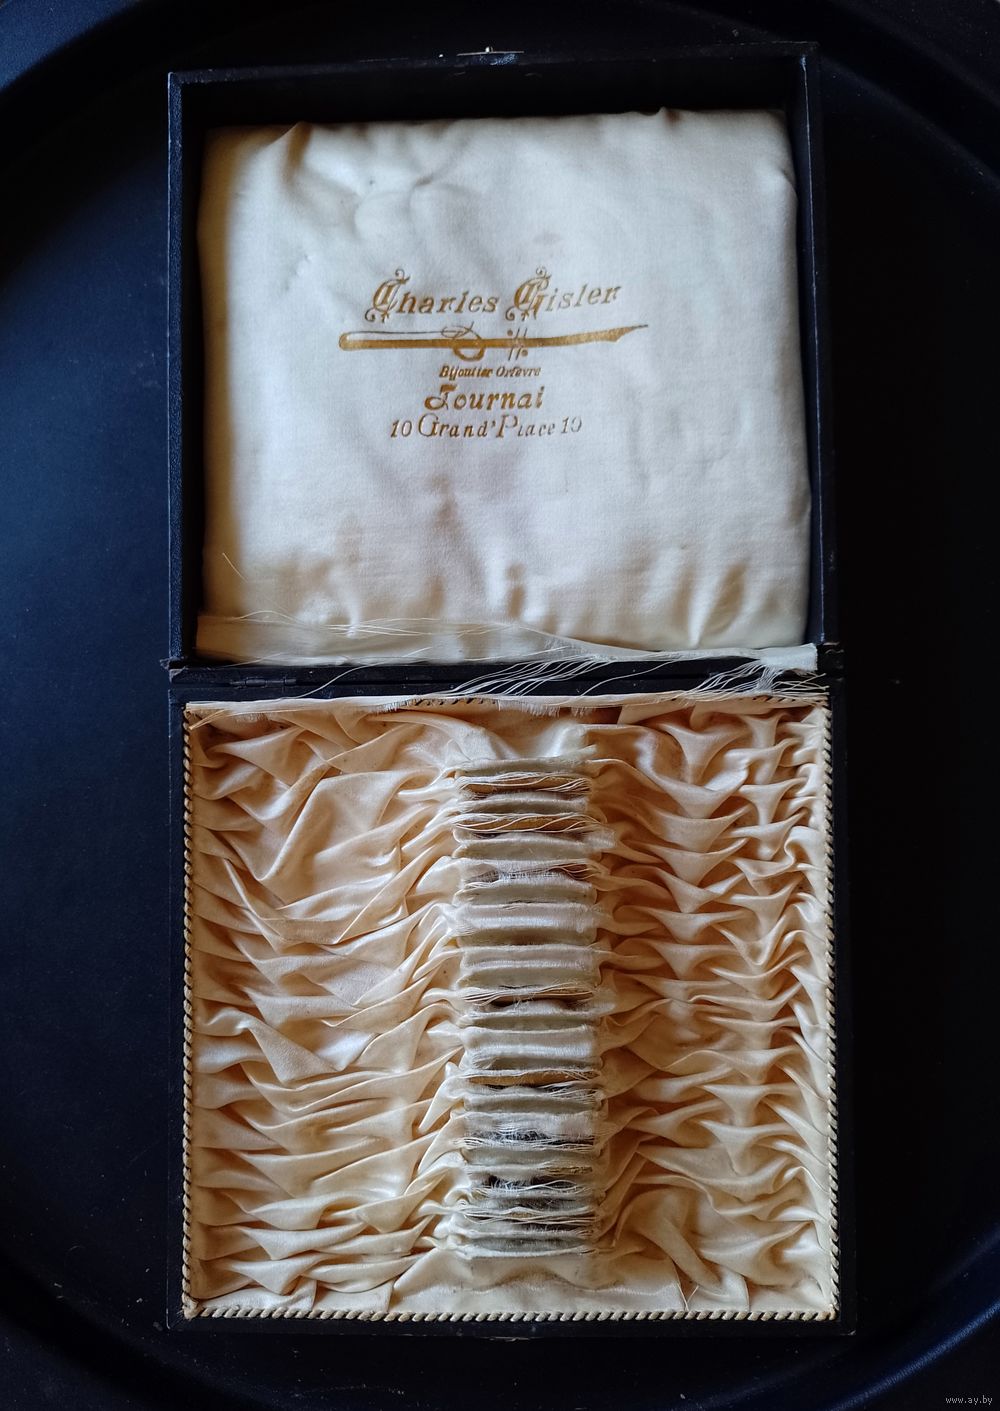 Charles Gisler
Bijoutier Orfèvre
Tournai
10 Grand'Place 10
www.ay.by